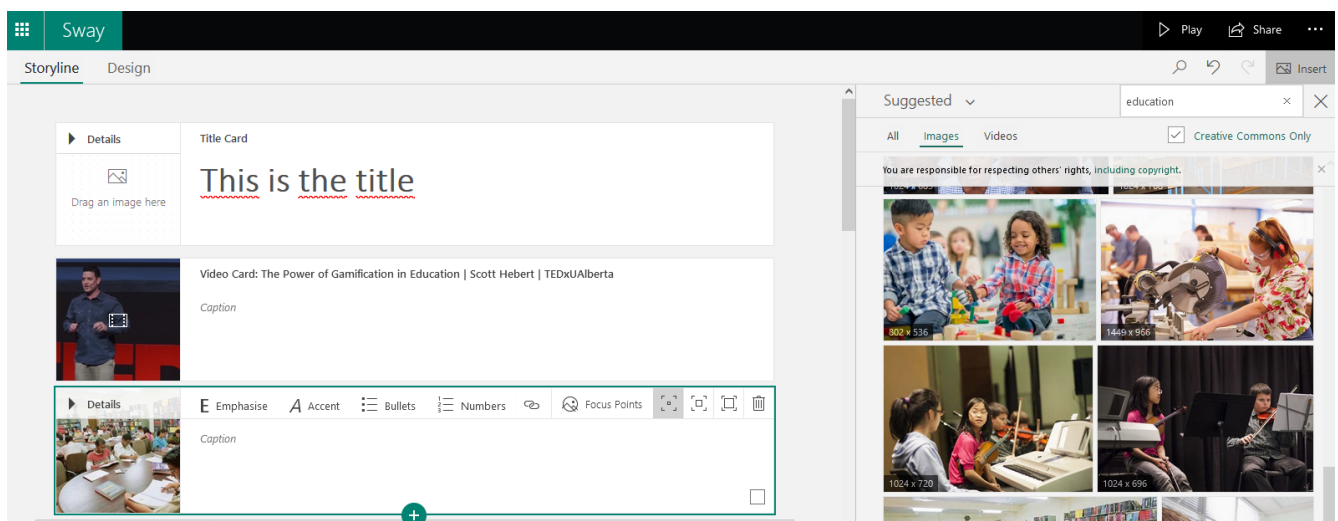 Sway
Play
Share
Storyline
Design
Insert
Suggested
education
All
Images
Videos
Creative Commons Only
You are responsible for respecting others' rights, including copyright.
Details
Title Card
Drag an image here
This is the title
Video Card: The Power of Gamification in Education | Scott Hebert | TEDxUAlberta
Caption
Details
E Emphasise
A Accent
Bullets
Numbers
Focus Points
Caption
802 x 536
1449 x 966
1024 x 720
1024 x 696